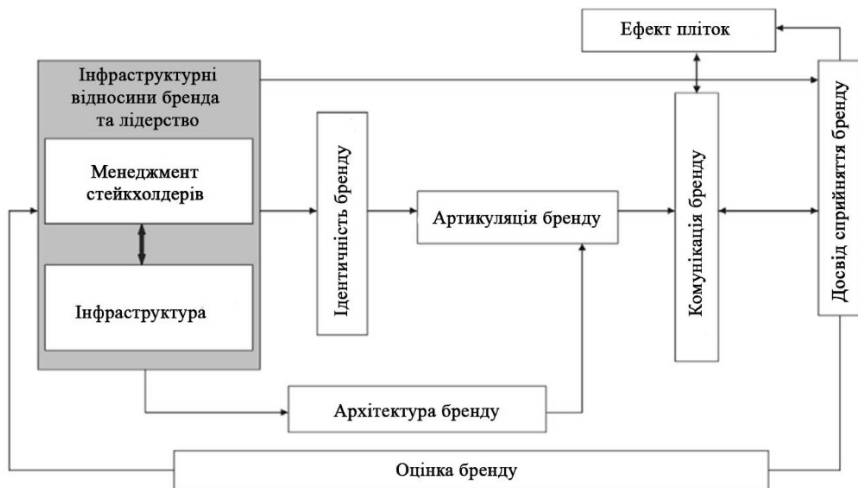 Ефект пліток
Інфраструктурні
відносини бренда
та лідерство
Менеджмент
стейкхолдерів
Інфраструктура
Ідентичність бренду
Артикуляція бренду
Комунікація бренду
Досвід сприйняття бренду
Архітектура бренду
Оцінка бренду